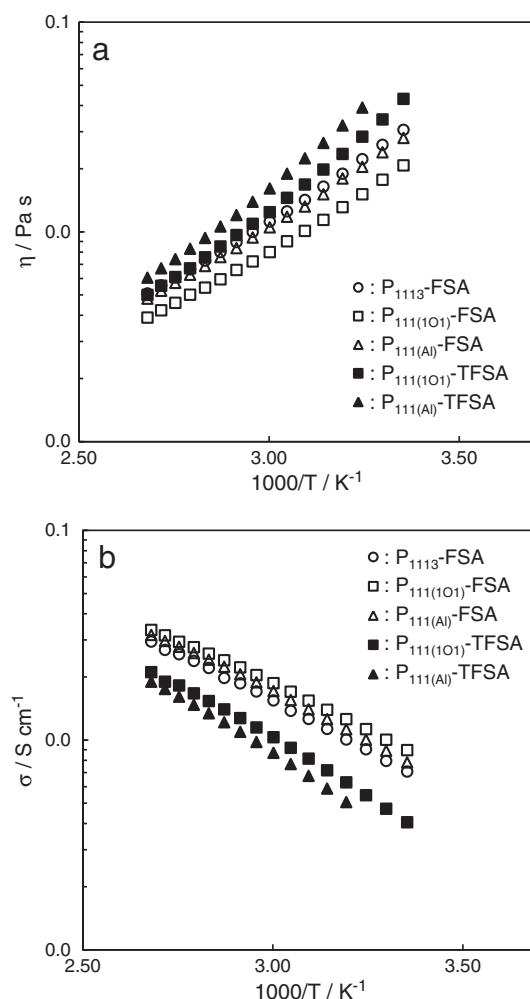 a
0.1
0.0
0.0
η / Pa s
○ : P1113-FSA
□ : P111(1O1)-FSA
△ : P111(Al)-FSA
■ : P111(1O1)-TFSA
▲ : P111(Al)-TFSA
2.50 3.00 3.50
1000/T / K-1
b
0.1
0.0
0.0
σ / S cm-1
○ : P1113-FSA
□ : P111(1O1)-FSA
△ : P111(Al)-FSA
■ : P111(1O1)-TFSA
▲ : P111(Al)-TFSA
2.50 3.00 3.50
1000/T / K-1